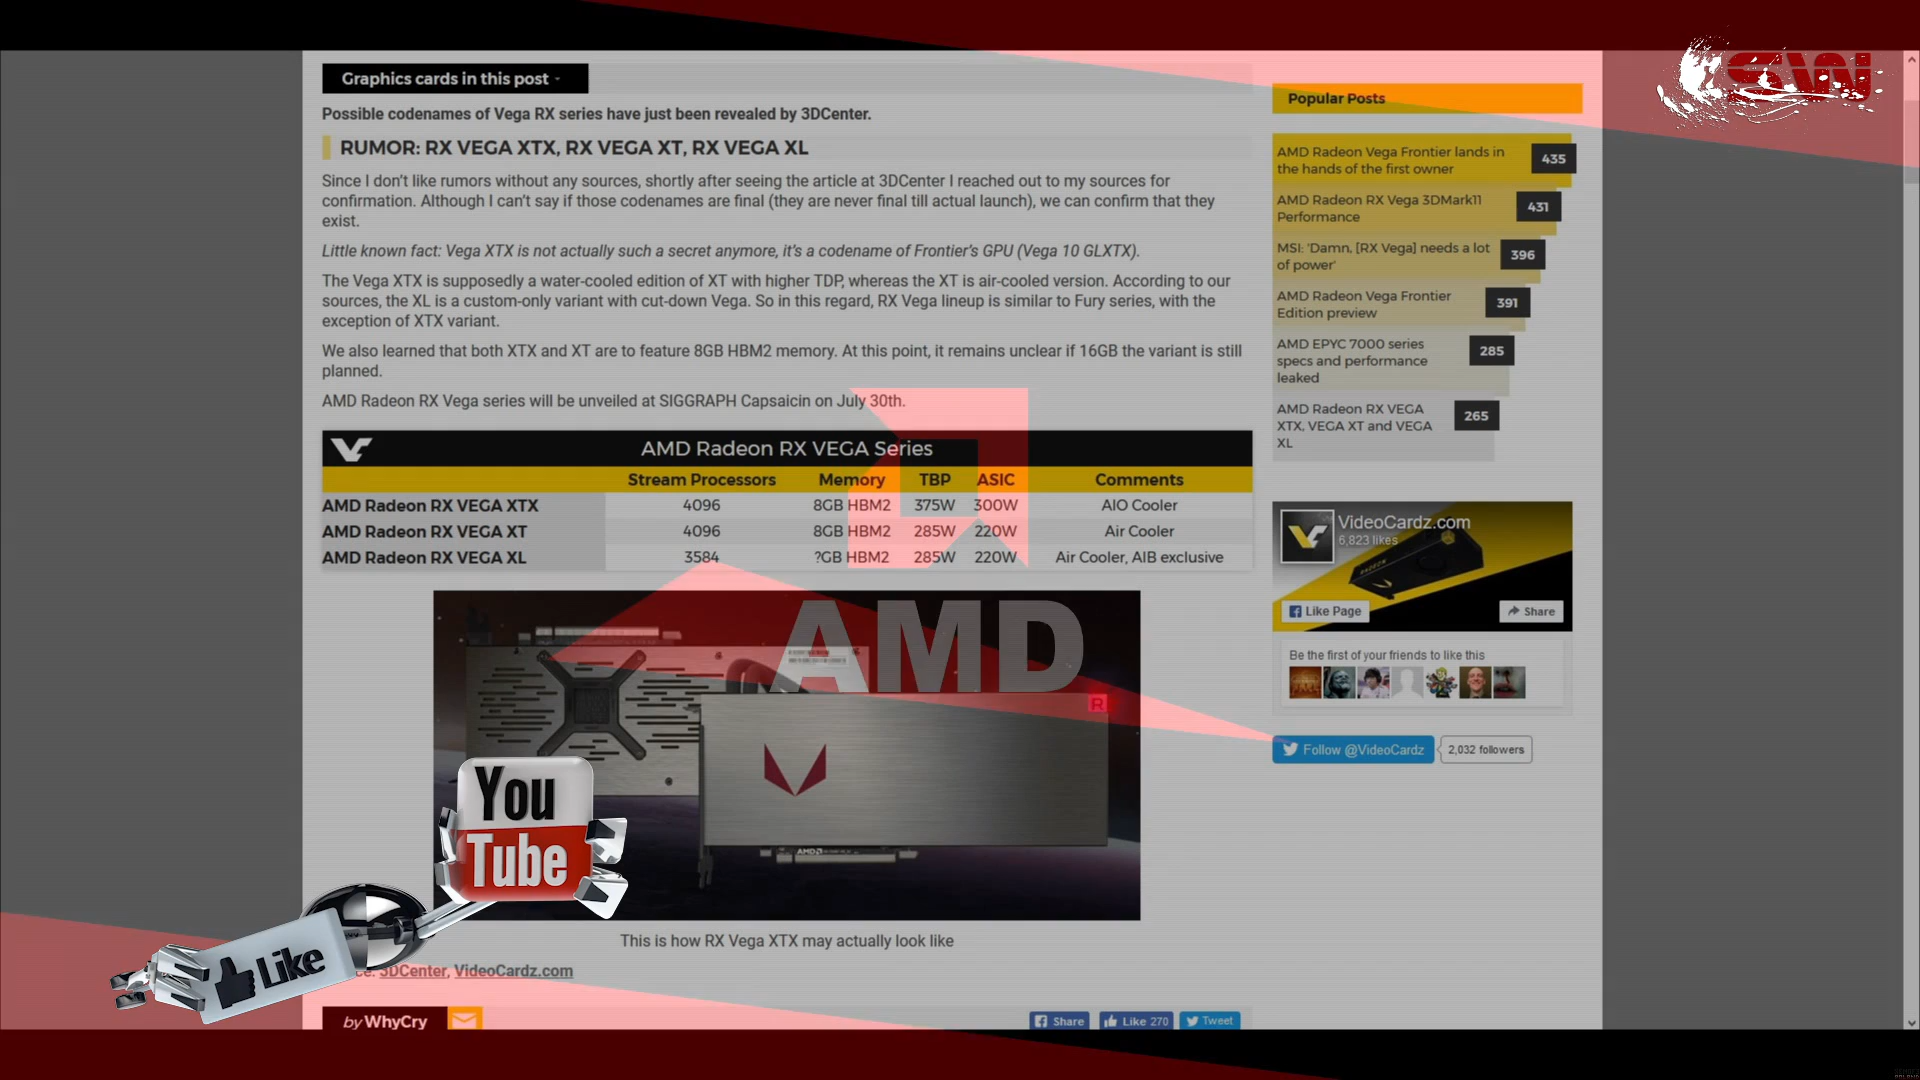 SW
Graphics cards in this post
Possible codenames of Vega RX series have just been revealed by 3DCenter.
RUMOR: RX VEGA XTX, RX VEGA XT, RX VEGA XL
Since I don't like rumors without any sources, shortly after seeing the article at 3DCenter I reached out to my sources for
confirmation. Although I can't say if those codenames are final (they are never final till actual launch), we can confirm that they
exist.
Little known fact: Vega XTX is not actually such a secret anymore, it's a codename of Frontier's GPU (Vega 10 GLXTX).
The Vega XTX is supposedly a water-cooled edition of XT with higher TDP, whereas the XT is air-cooled version. According to our
sources, the XL is a custom-only variant with cut-down Vega. So in this regard, RX Vega lineup is similar to Fury series, with the
exception of XTX variant.
We also learned that both XTX and XT are to feature 8GB HBM2 memory. At this point, it remains unclear if 16GB the variant is still
planned.
AMD Radeon RX Vega series will be unveiled at SIGGRAPH Capsaicin on July 30th.
AMD Radeon RX VEGA Series
Stream Processors Memory TBP ASIC Comments
AMD Radeon RX VEGA XTX 4096 8GB HBM2 375W 300W AIO Cooler
AMD Radeon RX VEGA XT 4096 8GB HBM2 285W 220W Air Cooler
AMD Radeon RX VEGA XL 3584 ?GB HBM2 285W 220W Air Cooler, AIB exclusive
AMD
R
AMD
You
Tube
Like
This is how RX Vega XTX may actually look like
ce: 3DCenter, VideoCardz.com
by WhyCry
Share
Like 270
Tweet
Popular Posts
AMD Radeon Vega Frontier lands in
the hands of the first owner
435
AMD Radeon RX Vega 3DMark11
Performance
431
MSI: 'Damn, [RX Vega] needs a lot
of power'
396
AMD Radeon Vega Frontier
Edition preview
391
AMD EPYC 7000 series
specs and performance
leaked
285
AMD Radeon RX VEGA
XTX, VEGA XT and VEGA
XL
265
VideoCardz.com
6,823 likes
Like Page
Share
Be the first of your friends to like this
Follow @VideoCardz
2,032 followers